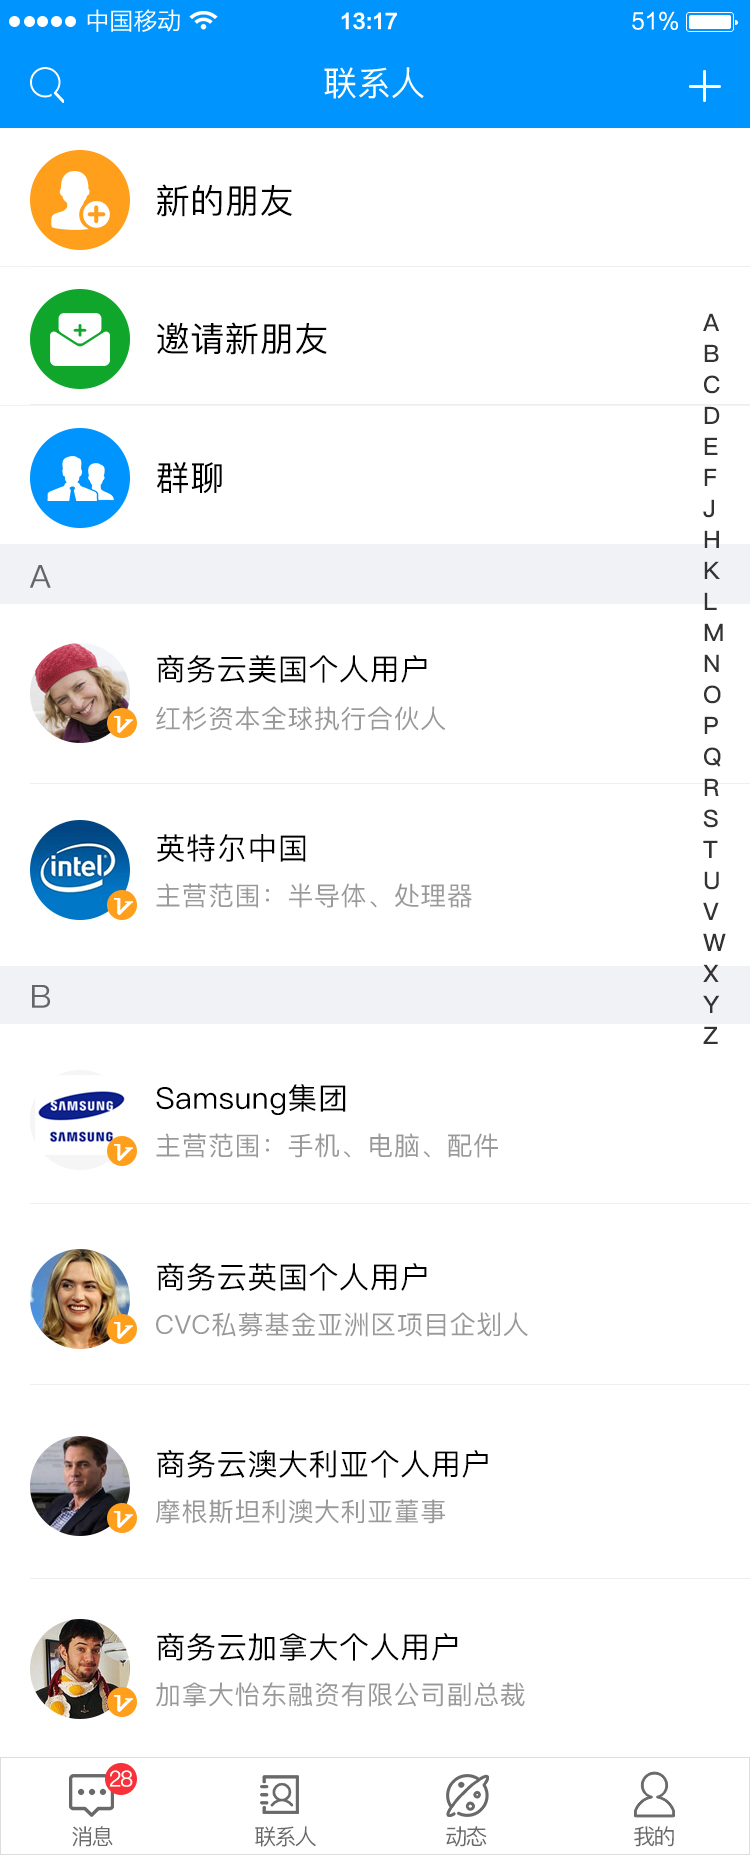 中国移动 13:17 51%
联系人
新的朋友
邀请新朋友
群聊
A
B
C
D
E
F
J
H
K
L
M
N
O
P
Q
R
S
T
U
V
W
X
Y
Z
A
商务云美国个人用户
红杉资本全球执行合伙人
intel
英特尔中国
主营范围：半导体、处理器
B
SAMSUNG
SAMSUNG
Samsung集团
主营范围：手机、电脑、配件
商务云英国个人用户
CVC私募基金亚洲区项目企划人
商务云澳大利亚个人用户
摩根斯坦利澳大利亚董事
商务云加拿大个人用户
加拿大怡东融资有限公司副总裁
28
消息 联系人 动态 我的